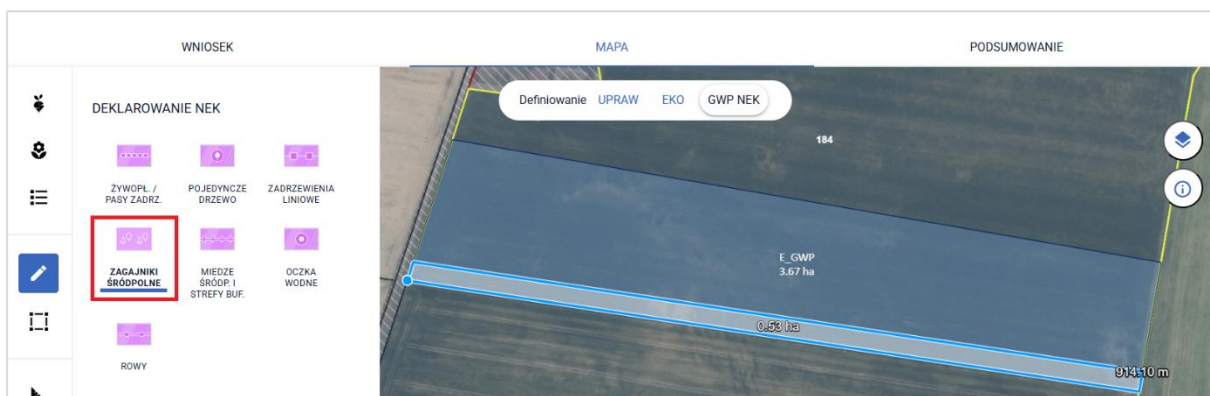 WNIOSEK
MAPA
PODSUMOWANIE
DEKLAROWANIE NEK
ŻYWOPŁ. /
PASY ZADRZ.
POJEDYNCZE
DRZEWO
ZADRZEWIENIA
LINIOWE
ZAGAJNIKI
ŚRÓDPOLNE
MIEDZE
ŚRÓDP. I
STREFY BUF.
OCZKA
WODNE
ROWY
Definiowanie UPRAW EKO GWP NEK
184
E_GWP
3.67 ha
0.53 ha
914.10 m